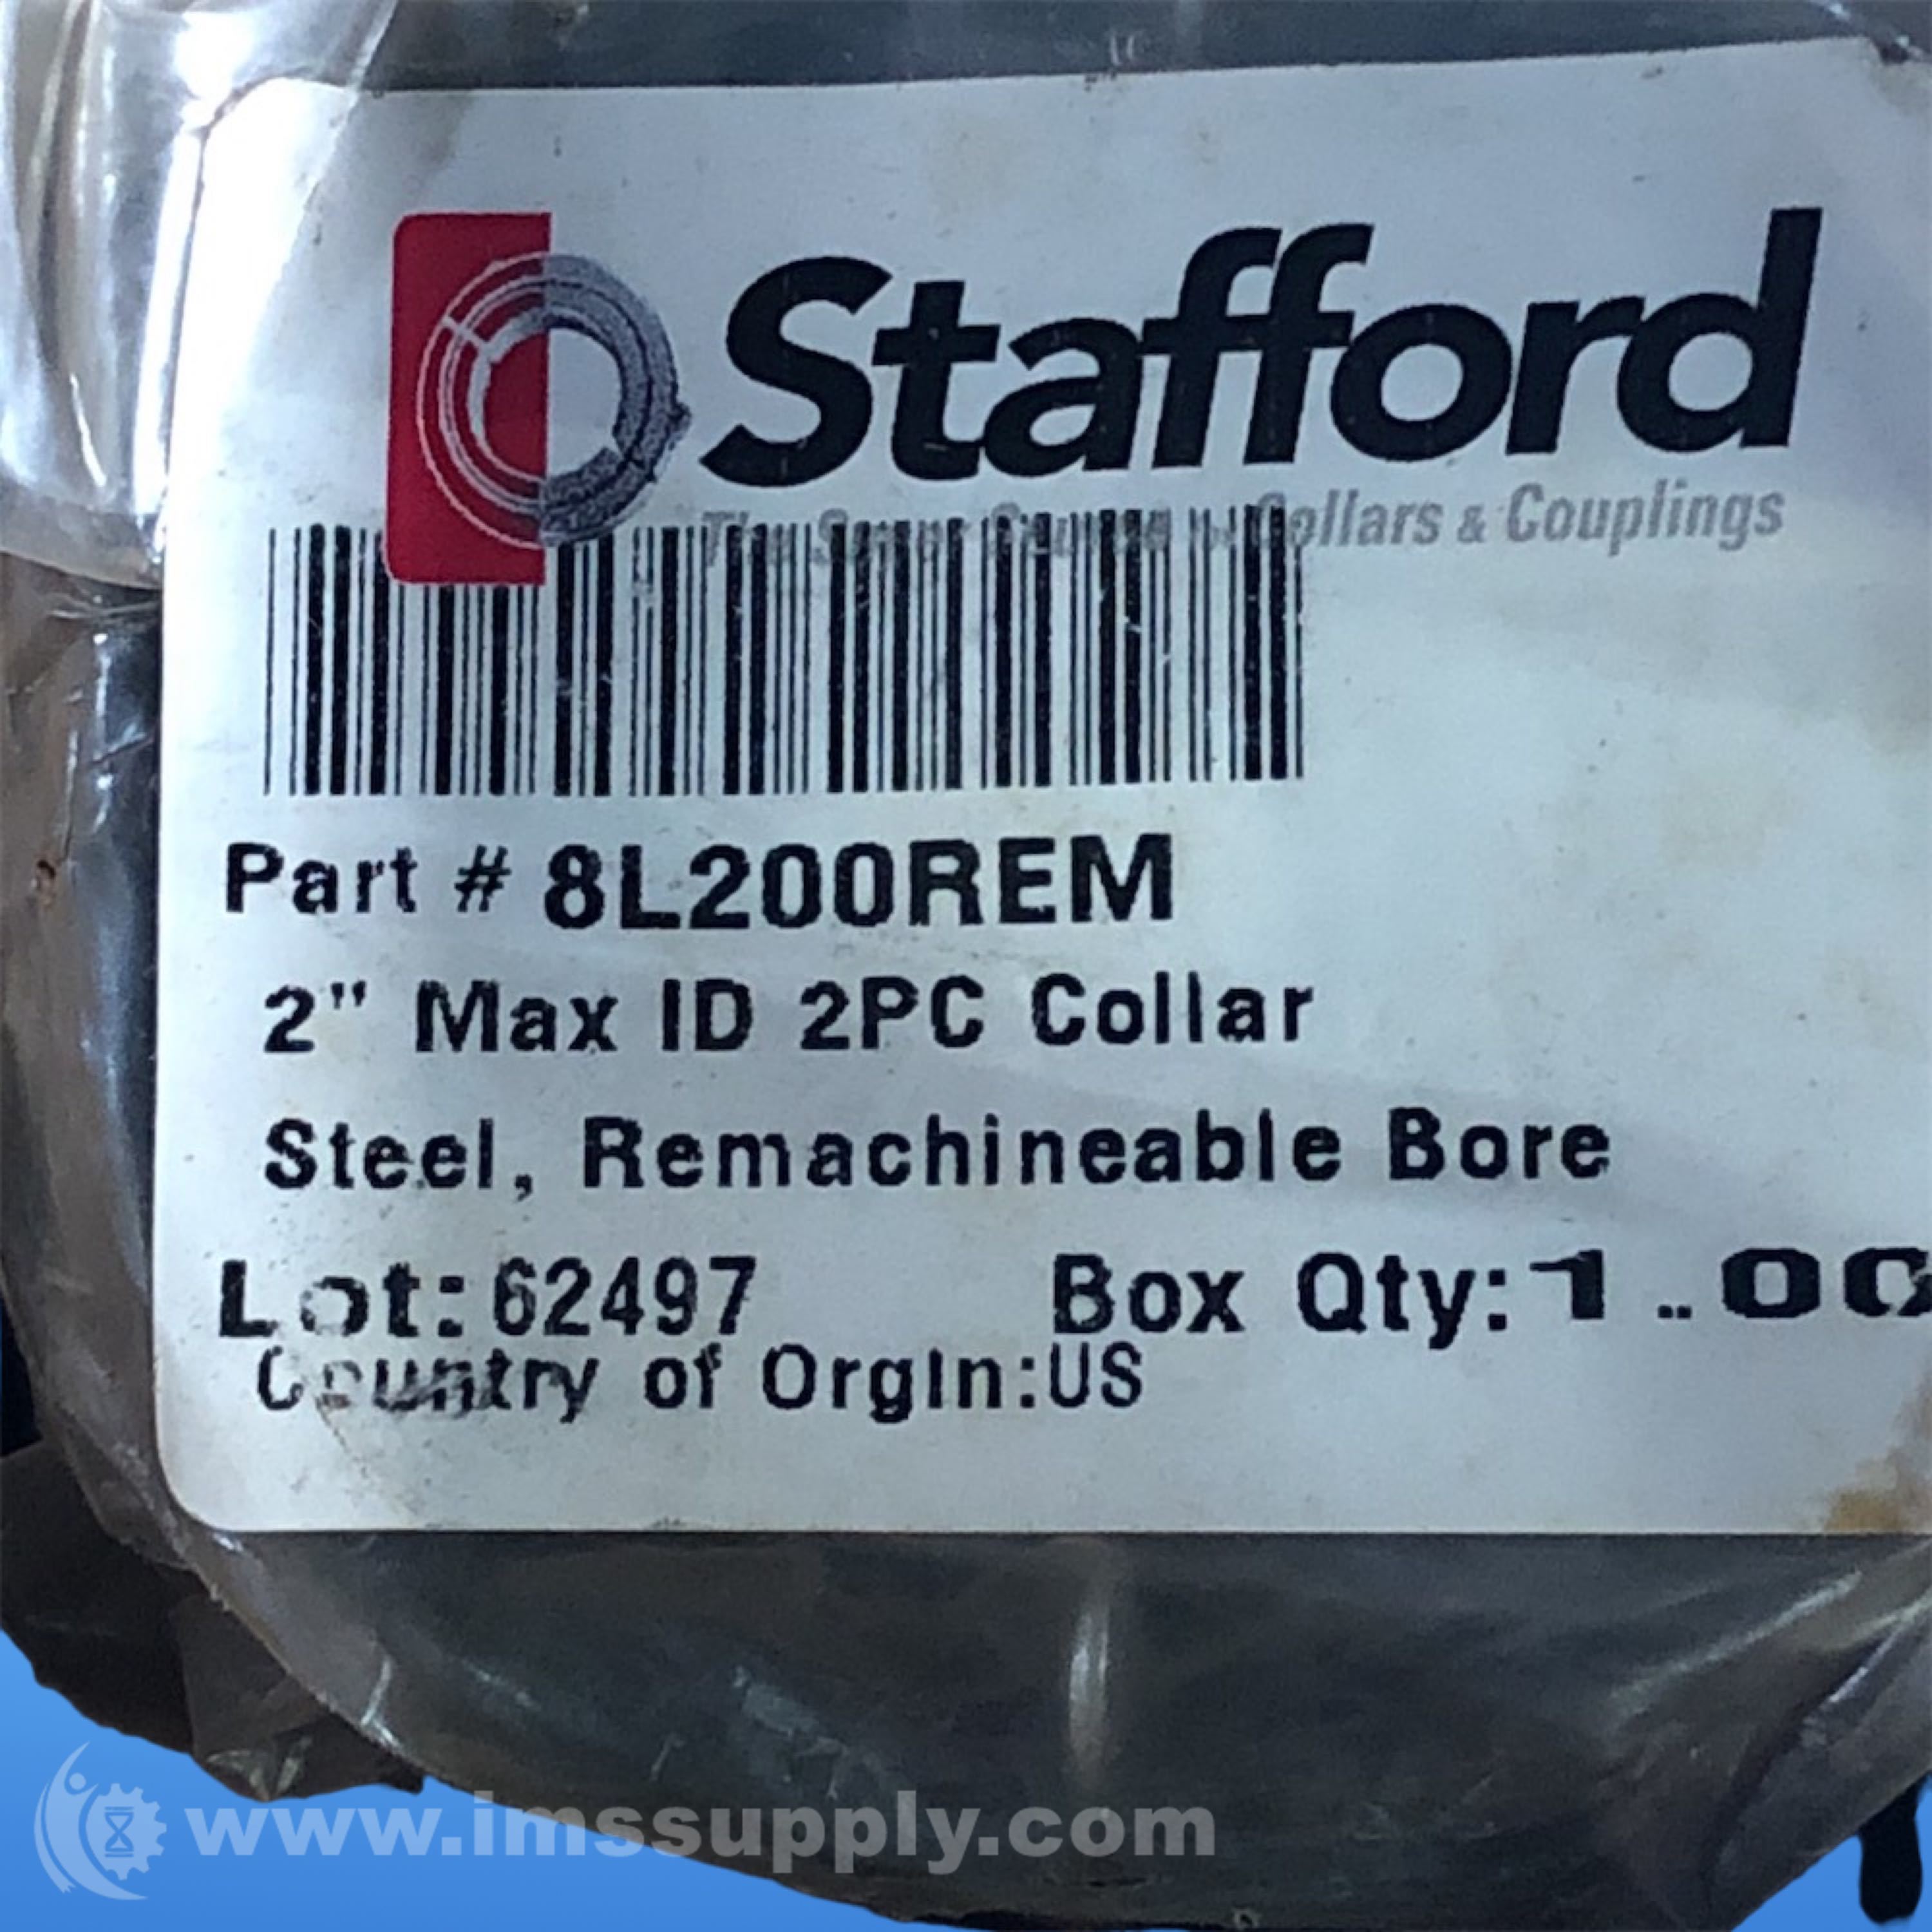 Stafford
Collars & Couplings
Part # 8L200REM
2" Max ID 2PC Collar
Steel, Remachineable Bore
Lot: 62497 Box Qty: 1.00
Country of OrgIn:US
www.imssupply.com